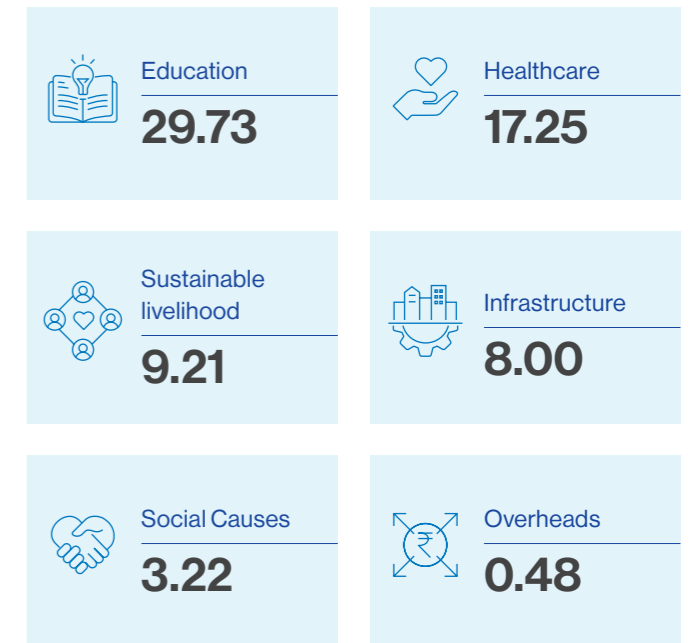 Education
29.73
Healthcare
17.25
Sustainable
livelihood
9.21
Infrastructure
8.00
Social Causes
3.22
₹
Overheads
0.48